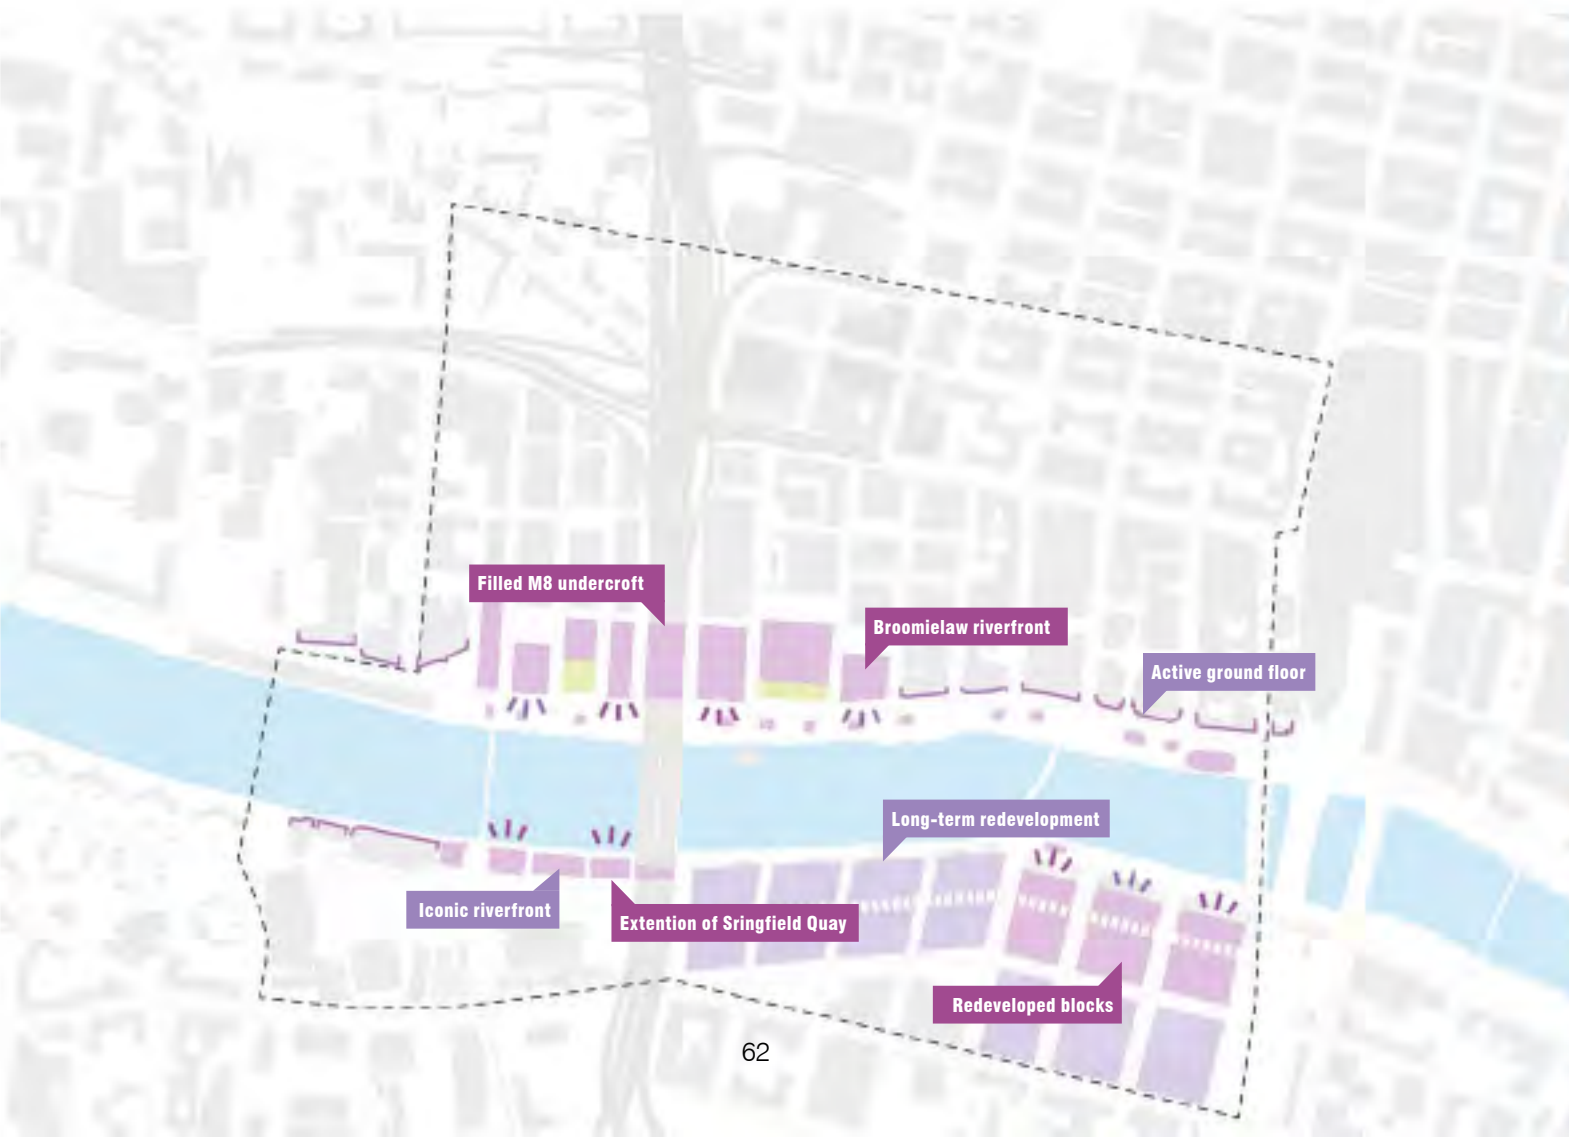 Filled M8 undercroft
Broomielaw riverfront
Active ground floor
Long-term redevelopment
Iconic riverfront
Extention of Sringfield Quay
Redeveloped blocks
62